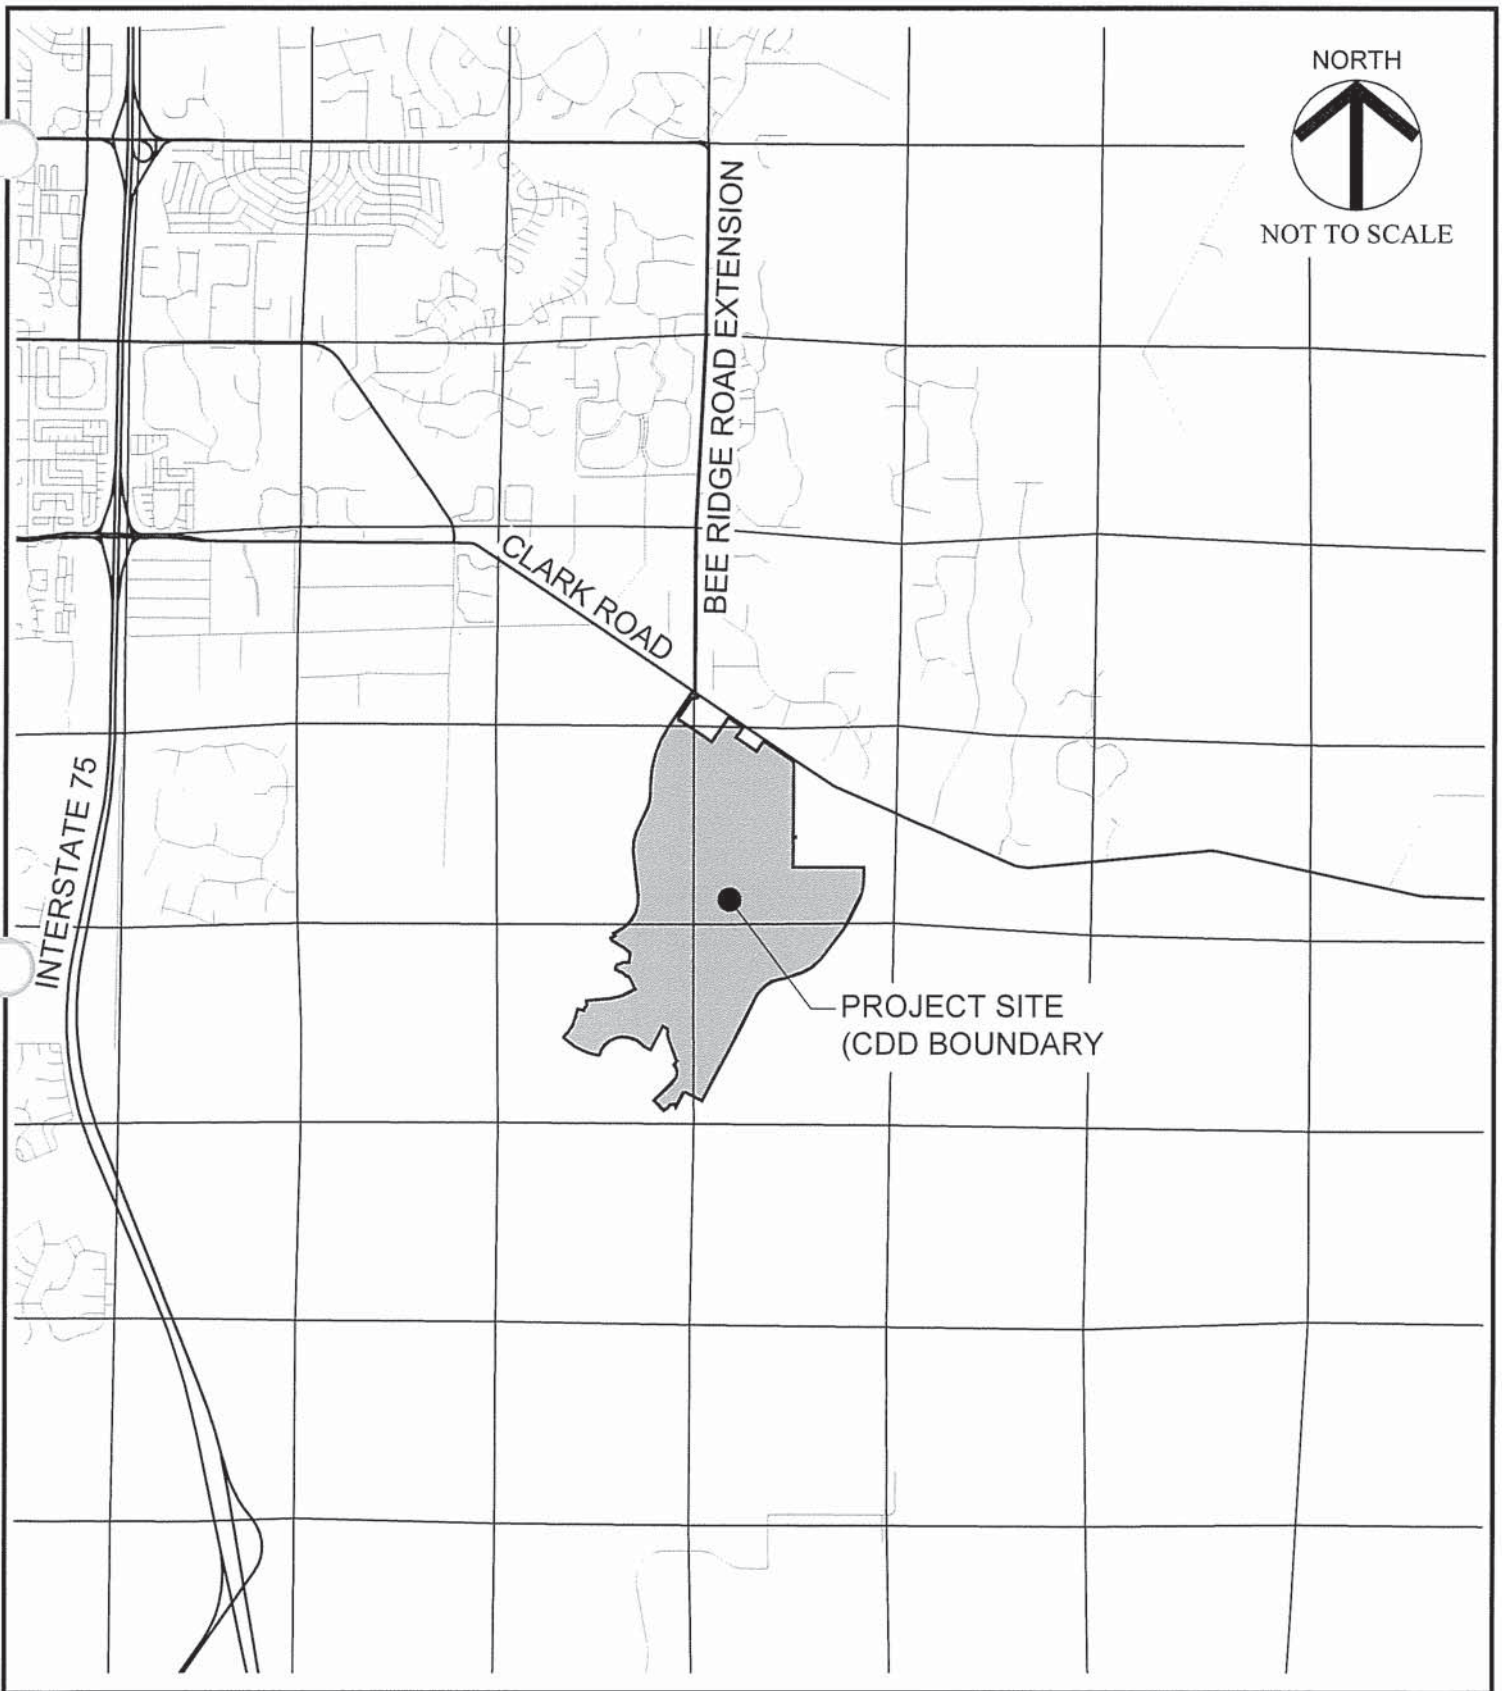 NORTH
NOT TO SCALE
BEE RIDGE ROAD EXTENSION
CLARK ROAD
INTERSTATE 75
PROJECT SITE
(CDD BOUNDARY